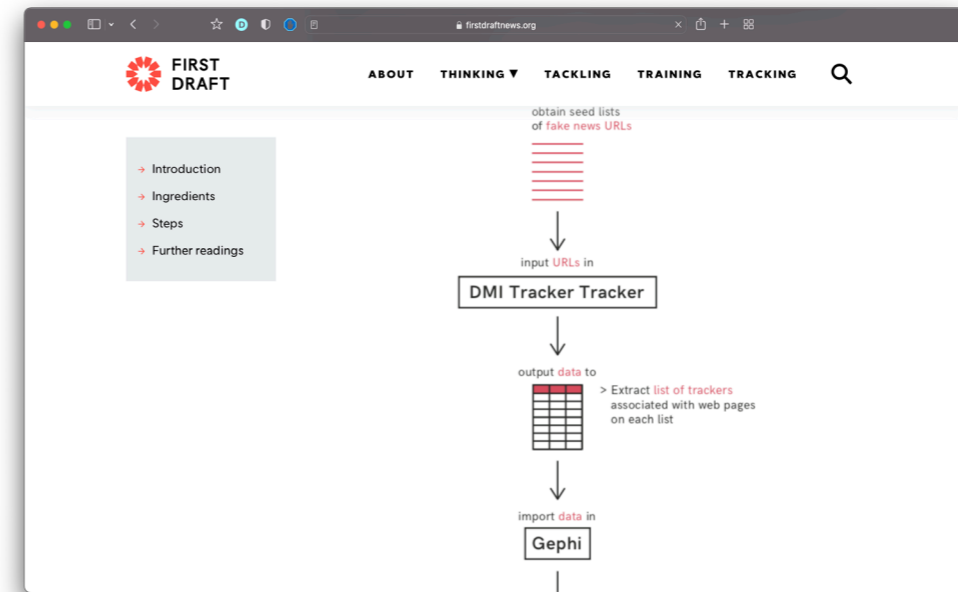 firstdraftnews.org
FIRST
DRAFT
ABOUT
THINKING ▼
TACKLING
TRAINING
TRACKING
→ Introduction
→ Ingredients
→ Steps
→ Further readings
obtain seed lists
of fake news URLs
input URLs in
DMI Tracker Tracker
output data to
> Extract list of trackers
associated with web pages
on each list
import data in
Gephi